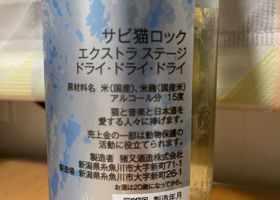 サビ猫ロック
エクストラ ステージ
ドライ・ドライ・ドライ
原材料名 米(国産)、米麹(国産米)
アルコール分 15度
猫と音楽と日本酒を
愛する人々に捧げます。
売上金の一部は動物保護の
活動に役立てられます。
製造者 猪又酒造株式会社
新潟県糸魚川市大字新町71-1
製造場 新潟県糸魚川市大字新町26-1
お酒は20歳になってから。
製造年月